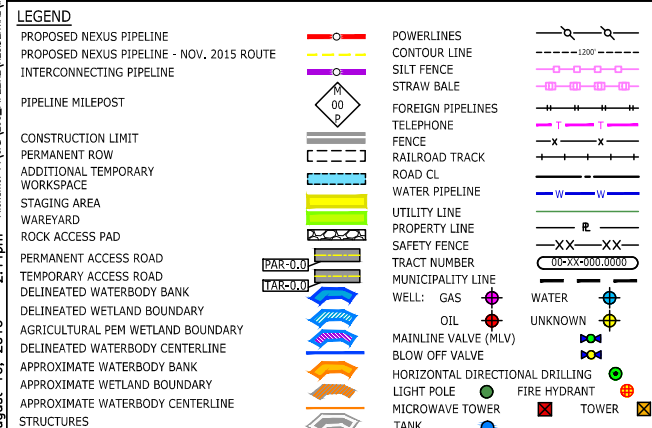 LEGEND
PROPOSED NEXUS PIPELINE
PROPOSED NEXUS PIPELINE - NOV. 2015 ROUTE
INTERCONNECTING PIPELINE
PIPELINE MILEPOST
M
00
P
CONSTRUCTION LIMIT
PERMANENT ROW
ADDITIONAL TEMPORARY
WORKSPACE
STAGING AREA
WAREYARD
ROCK ACCESS PAD
PERMANENT ACCESS ROAD
PAR-0.0
TEMPORARY ACCESS ROAD
TAR-0.0
DELINEATED WATERBODY BANK
DELINEATED WETLAND BOUNDARY
AGRICULTURAL PEM WETLAND BOUNDARY
DELINEATED WATERBODY CENTERLINE
APPROXIMATE WATERBODY BANK
APPROXIMATE WETLAND BOUNDARY
APPROXIMATE WATERBODY CENTERLINE
STRUCTURES
POWERLINES
CONTOUR LINE
1200'
SILT FENCE
STRAW BALE
FOREIGN PIPELINES
TELEPHONE
T T
FENCE
X X
RAILROAD TRACK
ROAD CL
WATER PIPELINE
W W
UTILITY LINE
PROPERTY LINE
PL
SAFETY FENCE
XX XX
TRACT NUMBER
00-XX-000.0000
MUNICIPALITY LINE
WELL: GAS WATER
OIL UNKNOWN
MAINLINE VALVE (MLV)
BLOW OFF VALVE
HORIZONTAL DIRECTIONAL DRILLING
LIGHT POLE FIRE HYDRANT
MICROWAVE TOWER TOWER
TANK